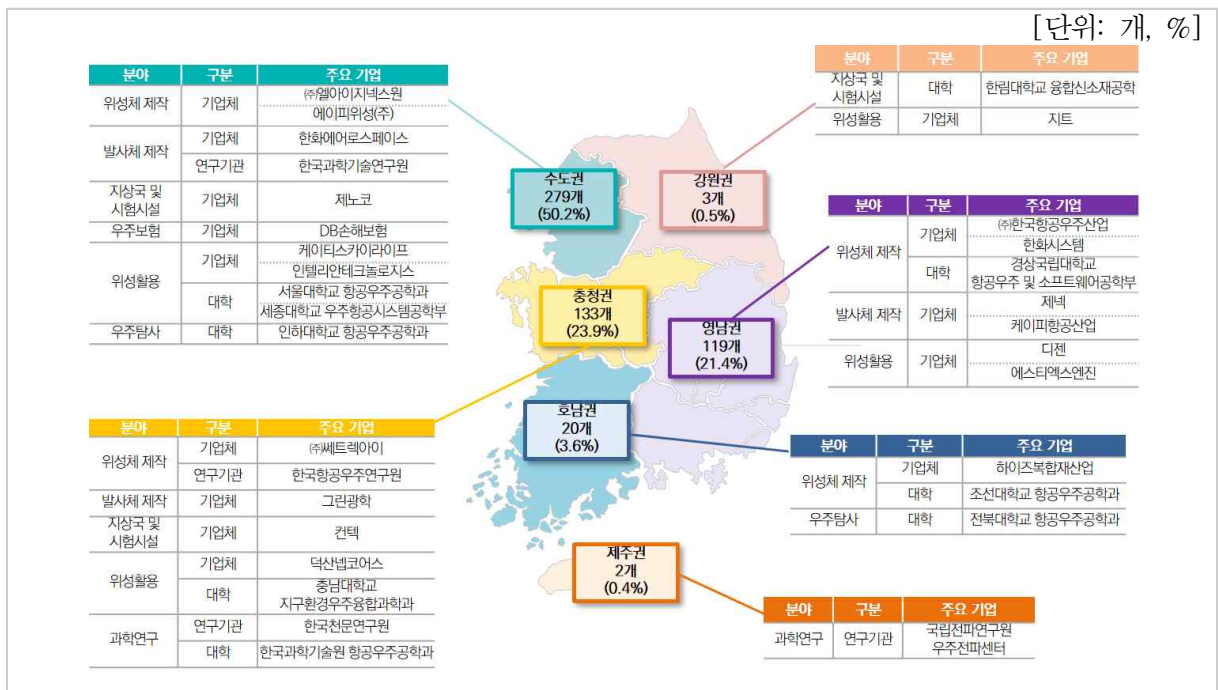 [단위: 개, %]
분야 구분 주요 기업
위성체 제작 기업체 ㈜엘아이지넥스원
에이피위성(주)
발사체 제작 기업체 한화에어로스페이스
연구기관 한국과학기술연구원
지상국 및
시험시설 기업체 제노코
우주보험 기업체 DB손해보험
위성활용 기업체 케이티스카이라이프
인텔리안테크놀로지스
대학 서울대학교 항공우주공학과
세종대학교 우주항공시스템공학부
우주탐사 대학 인하대학교 항공우주공학과
분야 구분 주요 기업
지상국 및
시험시설 대학 한림대학교 융합신소재공학
위성활용 기업체 지트
수도권
279개
(50.2%)
강원권
3개
(0.5%)
분야 구분 주요 기업
위성체 제작 기업체 ㈜한국항공우주산업
한화시스템
대학 경상국립대학교
항공우주 및 소프트웨어공학부
발사체 제작 기업체 제넥
케이피항공산업
위성활용 기업체 디젠
에스티엑스엔진
충청권
133개
(23.9%)
영남권
119개
(21.4%)
호남권
20개
(3.6%)
분야 구분 주요 기업
위성체 제작 기업체 ㈜쎄트렉아이
연구기관 한국항공우주연구원
발사체 제작 기업체 그린광학
지상국 및
시험시설 기업체 컨텍
위성활용 기업체 덕산넵코어스
대학 충남대학교
지구환경우주융합과학과
과학연구 연구기관 한국천문연구원
대학 한국과학기술원 항공우주공학과
분야 구분 주요 기업
위성체 제작 기업체 하이즈복합재산업
대학 조선대학교 항공우주공학과
우주탐사 대학 전북대학교 항공우주공학과
제주권
2개
(0.4%)
분야 구분 주요 기업
과학연구 연구기관 국립전파연구원
우주전파센터